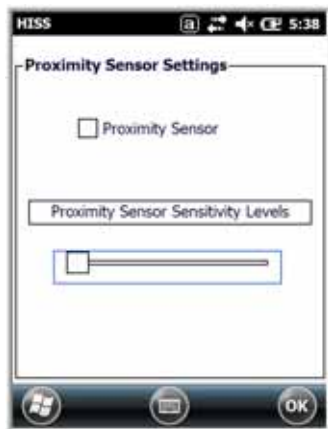 HISS a 5:38
Proximity Sensor Settings
Proximity Sensor
Proximity Sensor Sensitivity Levels
OK